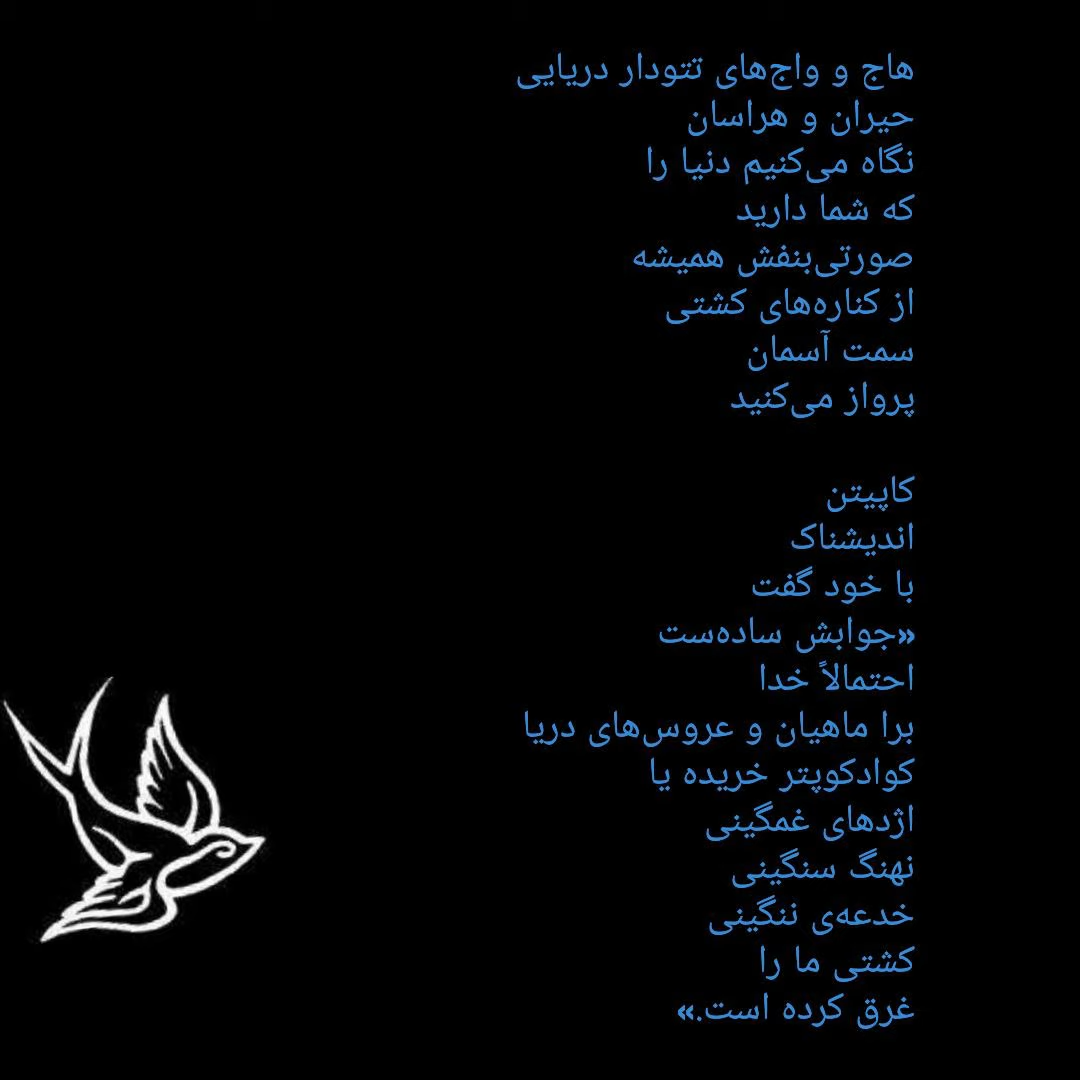 هاج و واج‌های تتودار دریایی
حیران و هراسان
نگاه می‌کنیم دنیا را
که شما دارید
صورتی‌بنفش همیشه
از کناره‌های کشتی
سمت آسمان
پرواز می‌کنید
کاپیتن
اندیشناک
با خود گفت
«جوابش ساده‌ست
احتمالاً خدا
برا ماهیان و عروس‌های دریا
کوادکوپتر خریده یا
اژدهای غمگینی
نهنگ سنگینی
خدعه‌ی ننگینی
کشتی ما را
غرق کرده است.»